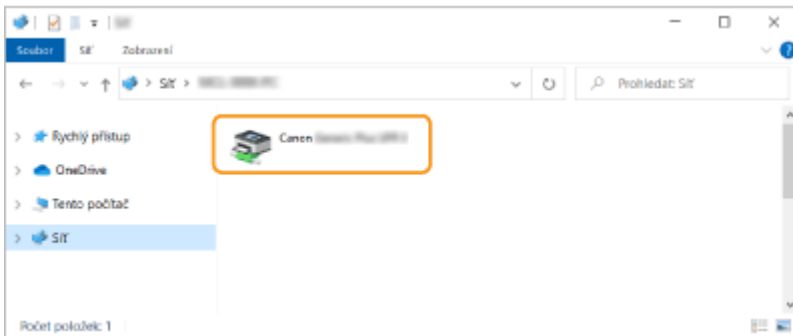 Soubor Síť Zobrazení
Síť
Prohledat: Síť
Rychlý přístup
Canon
OneDrive
Tento počítač
Síť
Počet položek: 1